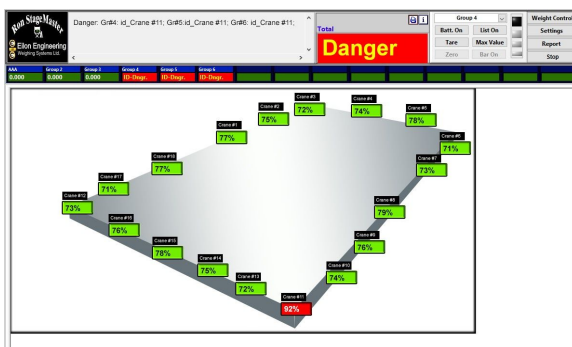 Ron StageMaster
Eilon Engineering
Weighing Systems Ltd.
Danger: Gr#4: id_Crane #11; Gr#5:id_Crane #11; Gr#6: id_Crane #11;
Total
Danger
Group 4
Batt. On List On
Tare Max Value
Zero Bar On
Weight Control
Settings
Report
Stop
AAA Group 2 Group 3 Group 4 Group 5 Group 6
0.000 0.000 0.000 ID-Dngr. ID-Dngr. ID-Dngr.
Crane #3
72%
Crane #4
74%
Crane #2
75%
Crane #5
78%
Crane #1
77%
Crane #6
71%
Crane #7
73%
77%
Crane #17
71%
Crane #12
73%
Crane #8
79%
Crane #16
76%
Crane #9
76%
Crane #15
78%
Crane #14
75%
Crane #10
74%
Crane #13
72%
Crane #11
92%